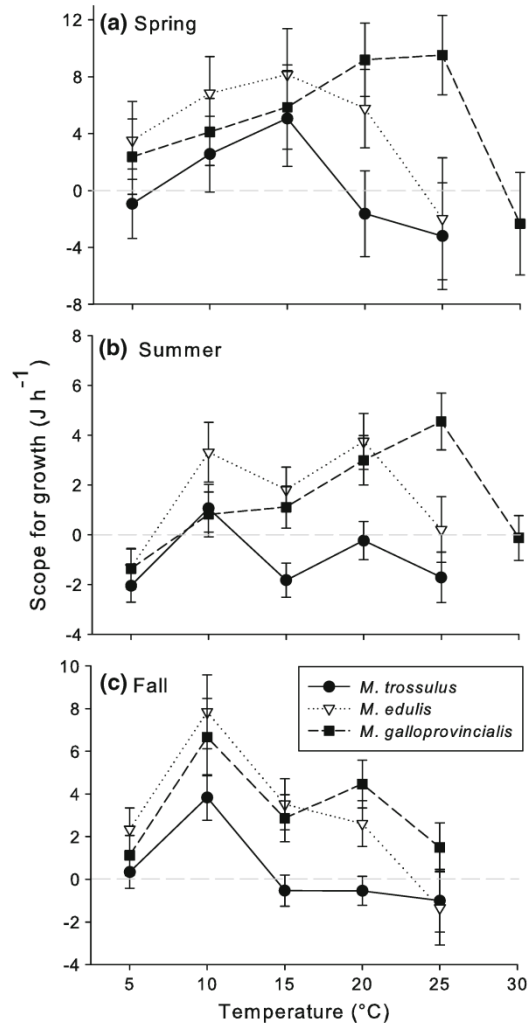 (a) Spring
12
8
4
0
-4
-8
(b) Summer
8
6
4
2
0
-2
-4
Scope for growth (J h-1)
(c) Fall
10
8
6
4
2
0
-2
-4
M. trossulus
M. edulis
M. galloprovincialis
5 10 15 20 25 30
Temperature (°C)